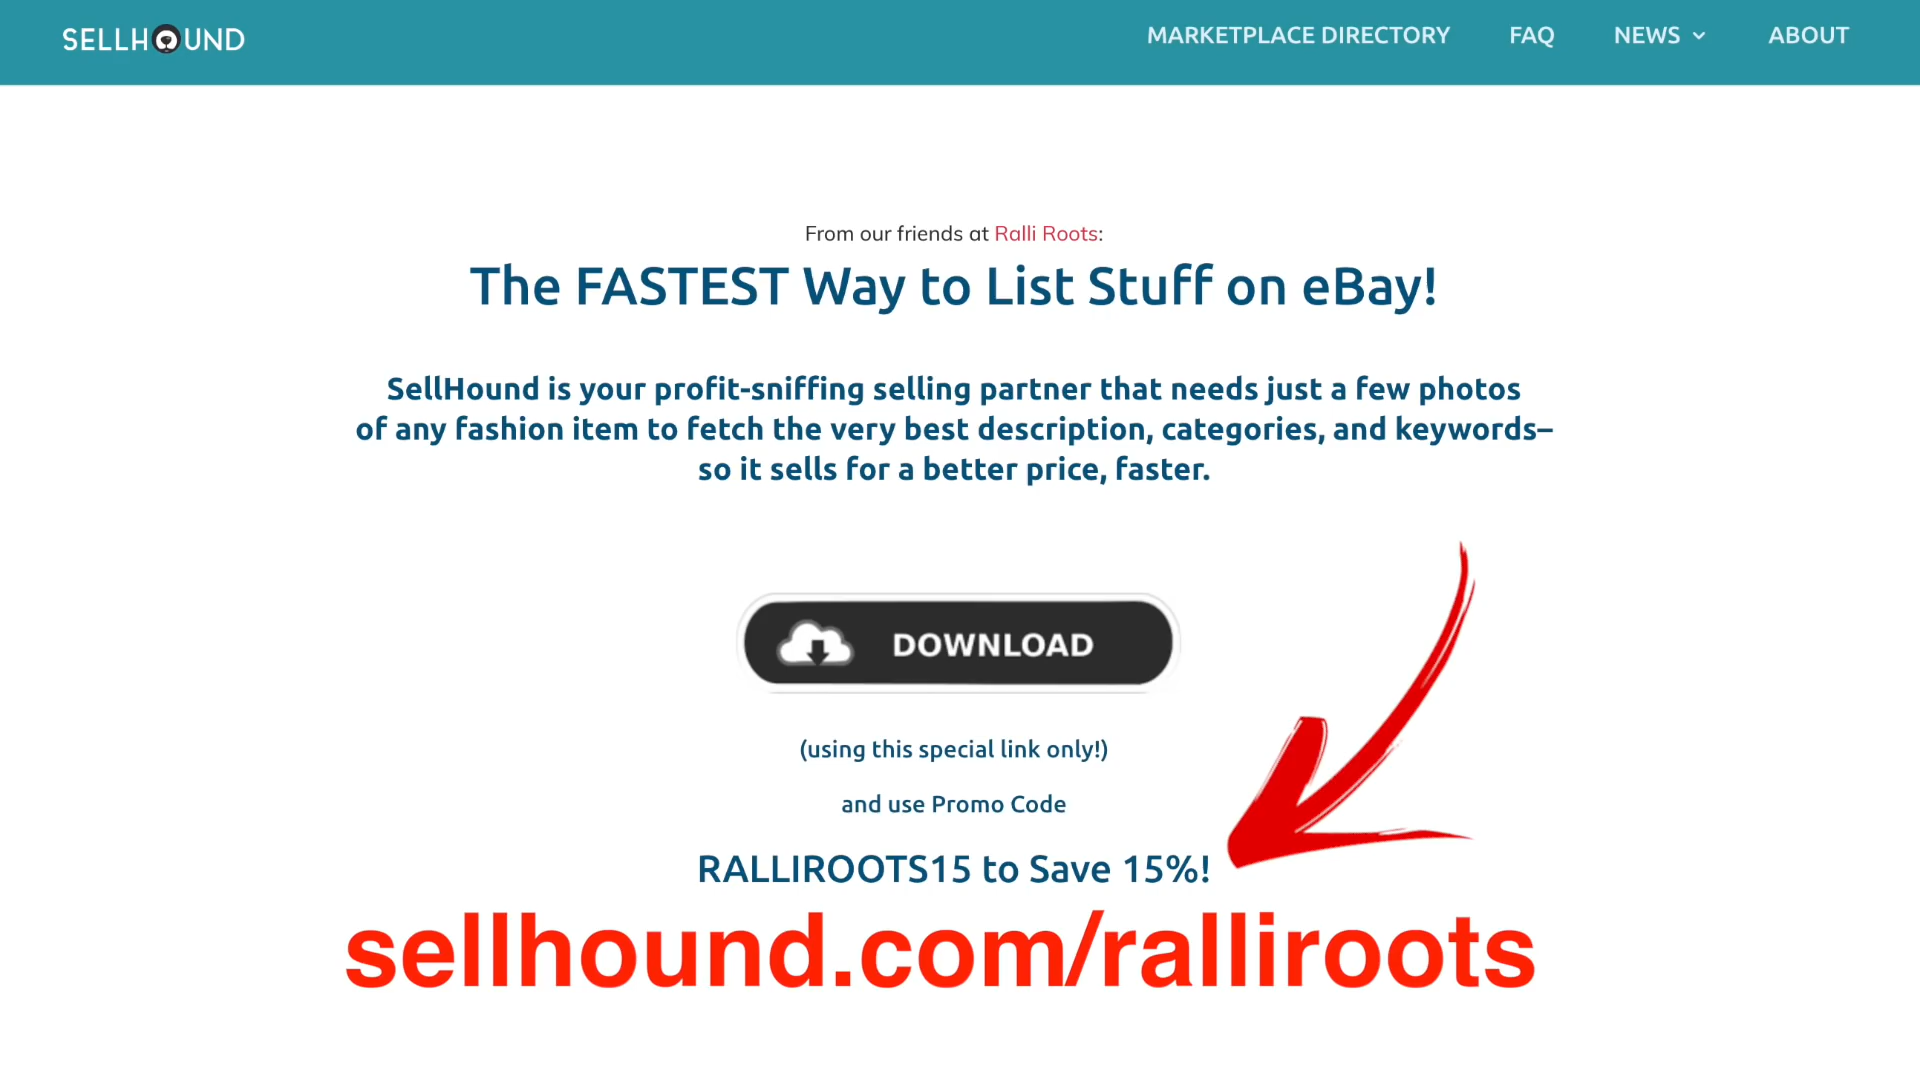 SELLHOUND
MARKETPLACE DIRECTORY FAQ NEWS ABOUT
From our friends at Ralli Roots:
The FASTEST Way to List Stuff on eBay!
SellHound is your profit-sniffing selling partner that needs just a few photos
of any fashion item to fetch the very best description, categories, and keywords–
so it sells for a better price, faster.
DOWNLOAD
(using this special link only!)
and use Promo Code
RALLIROOTS15 to Save 15%!
sellhound.com/ralliroots